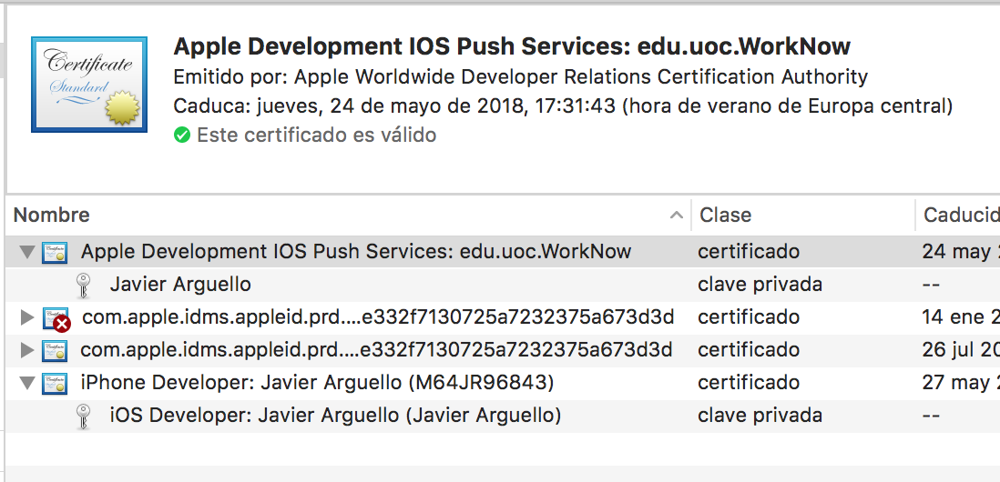 Certificate
Standard
Apple Development IOS Push Services: edu.uoc.WorkNow
Emitido por: Apple Worldwide Developer Relations Certification Authority
Caduca: jueves, 24 de mayo de 2018, 17:31:43 (hora de verano de Europa central)
Este certificado es válido
Nombre Clase Caducid
Apple Development IOS Push Services: edu.uoc.WorkNow certificado 24 may 2
Javier Arguello clave privada --
com.apple.idms.appleid.prd....e332f7130725a7232375a673d3d certificado 14 ene 2
com.apple.idms.appleid.prd....e332f7130725a7232375a673d3d certificado 26 jul 20
iPhone Developer: Javier Arguello (M64JR96843) certificado 27 may 2
iOS Developer: Javier Arguello (Javier Arguello) clave privada --